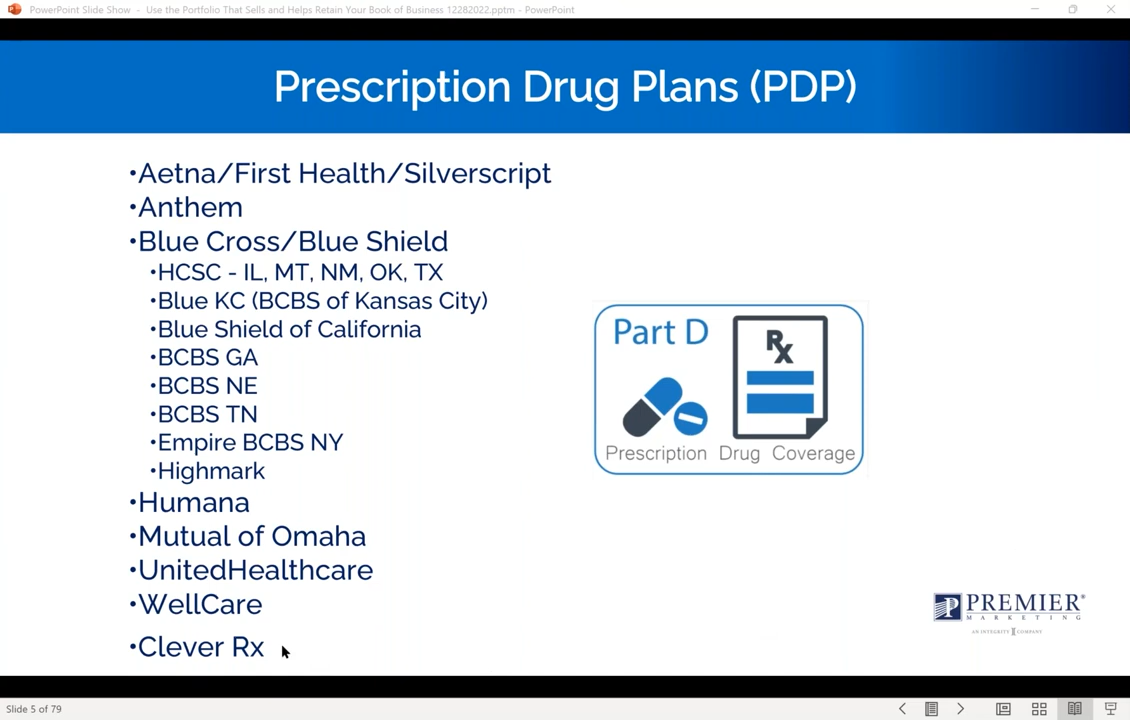 PowerPoint Slide Show - Use the Portfolio That Sells and Helps Retain Your Book of Business 12282022.pptm - PowerPoint
Prescription Drug Plans (PDP)
•Aetna/First Health/Silverscript
•Anthem
•Blue Cross/Blue Shield
•HCSC - IL, MT, NM, OK, TX
•Blue KC (BCBS of Kansas City)
•Blue Shield of California
•BCBS GA
•BCBS NE
•BCBS TN
•Empire BCBS NY
•Highmark
•Humana
•Mutual of Omaha
•UnitedHealthcare
•WellCare
•Clever Rx
Part D
Rx
Prescription Drug Coverage
PREMIER®
MARKETING
AN INTEGRITY COMPANY
Slide 5 of 79